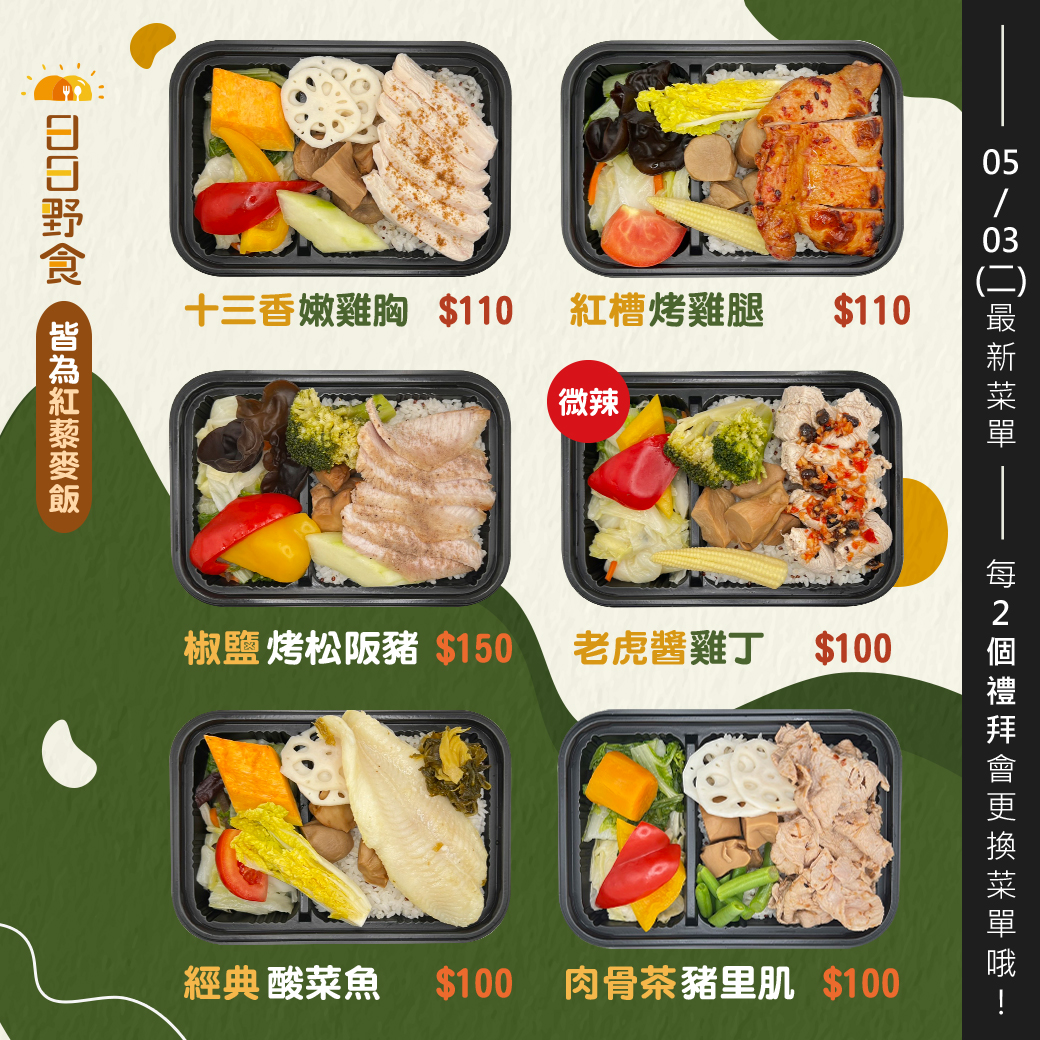 日日野食
皆為紅藜麥飯
十三香嫩雞胸 $110
紅槽烤雞腿 $110
微辣
椒鹽烤松阪豬 $150
老虎醬雞丁 $100
經典酸菜魚 $100
肉骨茶豬里肌 $100
05/03(二)最新菜單
每2個禮拜會更換菜單哦!